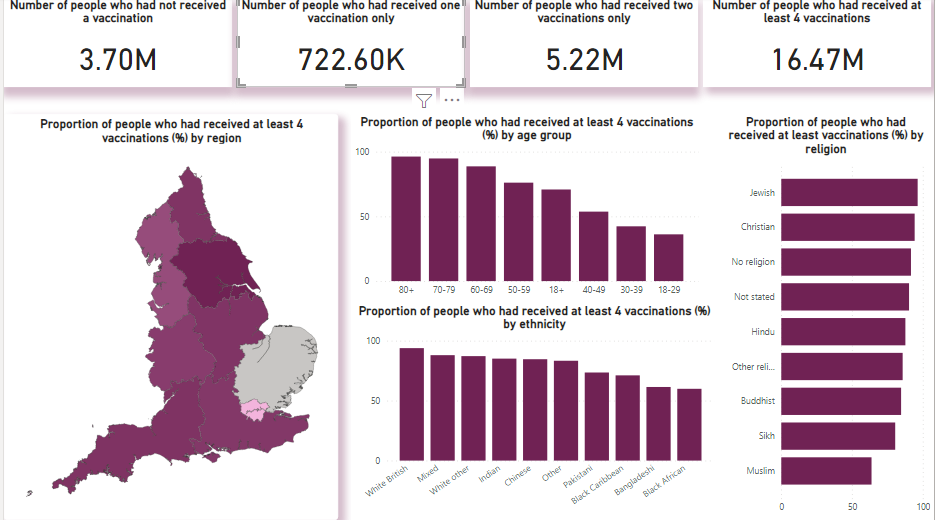 Number of people who had not received
a vaccination
3.70M
Number of people who had received one
vaccination only
722.60K
Number of people who had received two
vaccinations only
5.22M
Number of people who had received at
least 4 vaccinations
16.47M
Proportion of people who had received at least 4
vaccinations (%) by region
Proportion of people who had received at least 4 vaccinations
(%) by age group
100
50
0
80+
70-79
60-69
50-59
18+
40-49
30-39
18-29
Proportion of people who had received at least 4 vaccinations (%)
by ethnicity
100
50
0
White British
Mixed
White other
Indian
Chinese
Other
Pakistani
Black Caribbean
Bangladeshi
Black African
Proportion of people who had
received at least vaccinations (%) by
religion
Jewish
Christian
No religion
Not stated
Hindu
Other reli...
Buddhist
Sikh
Muslim
0
50
100